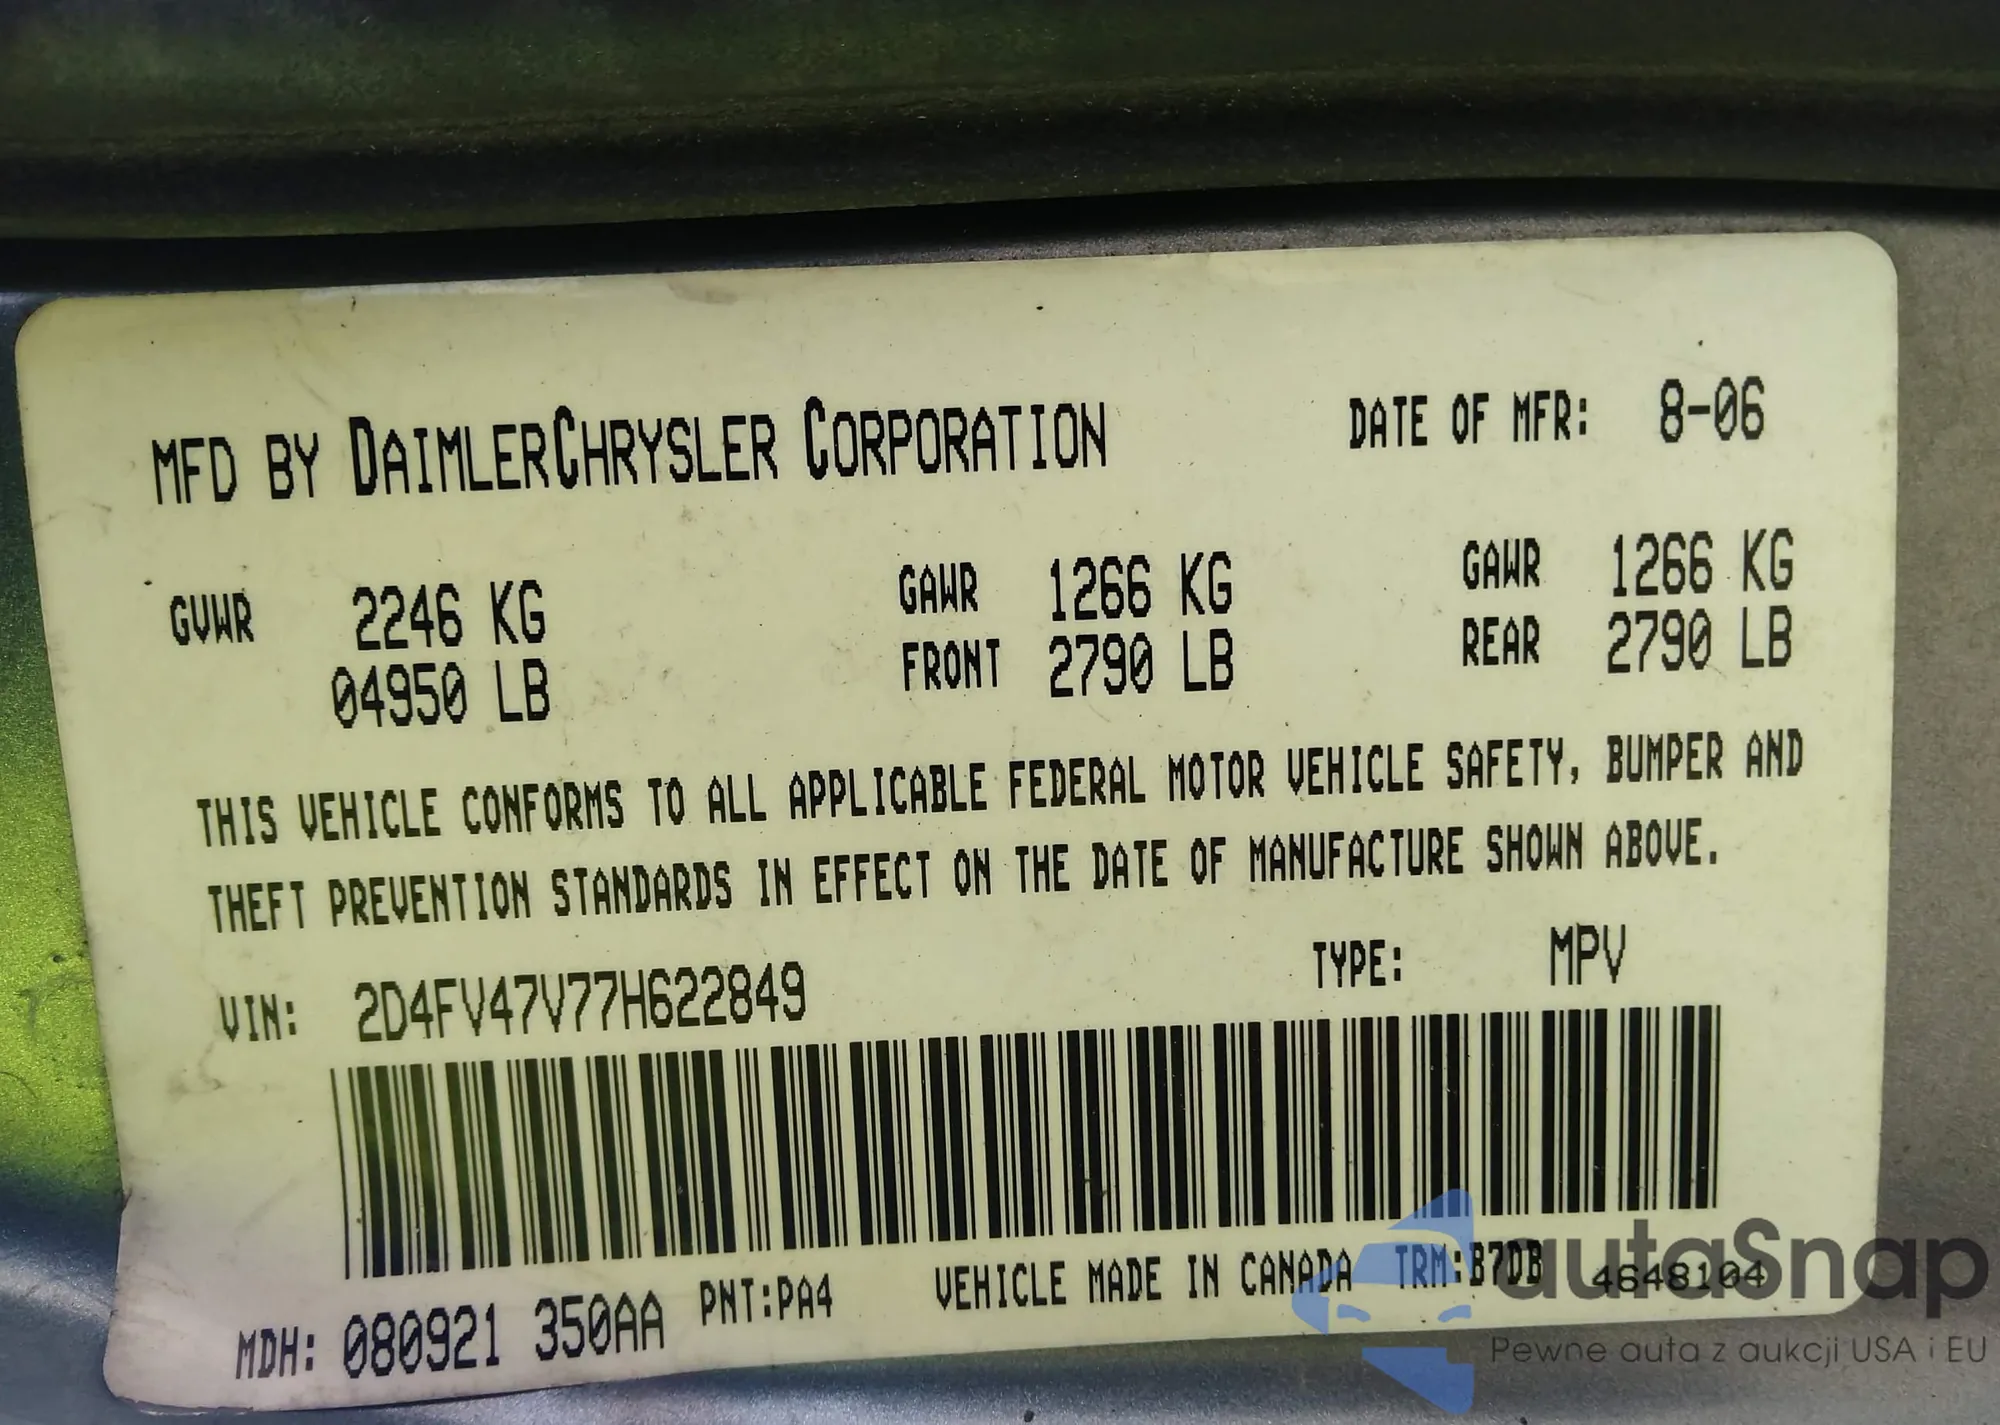 MFD BY DAIMLERCHRYSLER CORPORATION DATE OF MFR: 8-06
GVWR 2246 KG GAWR 1266 KG GAWR 1266 KG
04950 LB FRONT 2790 LB REAR 2790 LB
THIS VEHICLE CONFORMS TO ALL APPLICABLE FEDERAL MOTOR VEHICLE SAFETY, BUMPER AND
THEFT PREVENTION STANDARDS IN EFFECT ON THE DATE OF MANUFACTURE SHOWN ABOVE.
VIN: 2D4FV47V77H622849 TYPE: MPV
MDH: 080921 350AA PNT:PA4 VEHICLE MADE IN CANADA TRM:B7DB 4648104
autaSnap
Pewne auta z aukcji USA i EU